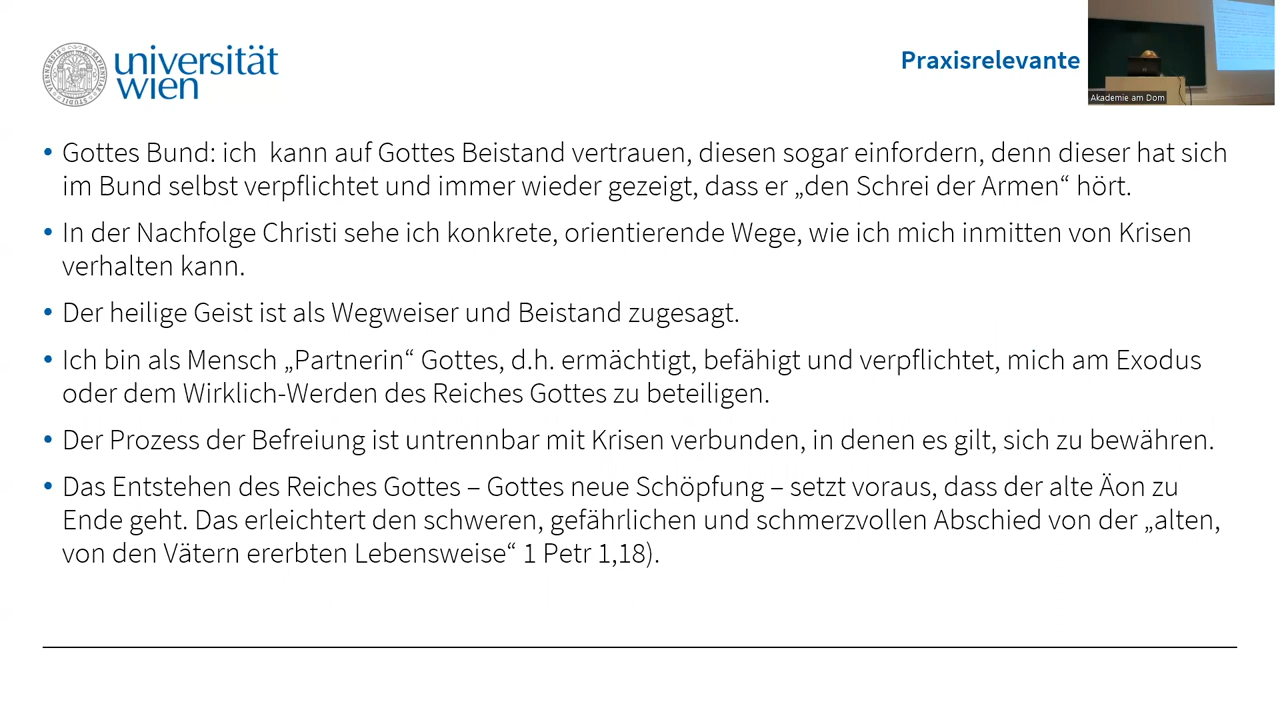 universität
wien
Praxisrelevante
Akademie am Dom
• Gottes Bund: ich  kann auf Gottes Beistand vertrauen, diesen sogar einfordern, denn dieser hat sich
im Bund selbst verpflichtet und immer wieder gezeigt, dass er „den Schrei der Armen“ hört.
• In der Nachfolge Christi sehe ich konkrete, orientierende Wege, wie ich mich inmitten von Krisen
verhalten kann.
• Der heilige Geist ist als Wegweiser und Beistand zugesagt.
• Ich bin als Mensch „Partnerin“ Gottes, d.h. ermächtigt, befähigt und verpflichtet, mich am Exodus
oder dem Wirklich-Werden des Reiches Gottes zu beteiligen.
• Der Prozess der Befreiung ist untrennbar mit Krisen verbunden, in denen es gilt, sich zu bewähren.
• Das Entstehen des Reiches Gottes – Gottes neue Schöpfung – setzt voraus, dass der alte Äon zu
Ende geht. Das erleichtert den schweren, gefährlichen und schmerzvollen Abschied von der „alten,
von den Vätern ererbten Lebensweise“ 1 Petr 1,18).